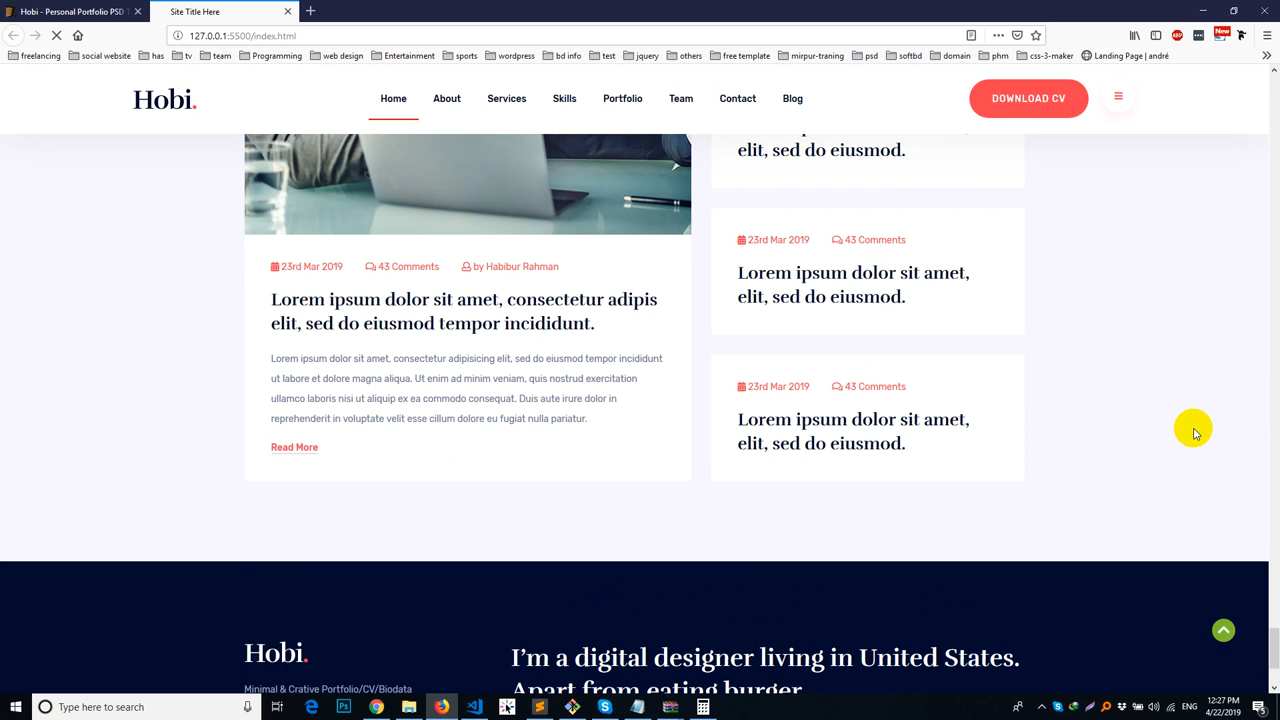 Hobi - Personal Portfolio PSD T
Site Title Here
127.0.0.1:5500/index.html
freelancing
social website
has
tv
team
Programming
web design
Entertainment
sports
wordpress
bd info
test
jquery
others
free template
mirpur-traning
psd
softbd
domain
phm
css-3-maker
Landing Page | andré
New
ABP
Hobi.
Home
About
Services
Skills
Portfolio
Team
Contact
Blog
DOWNLOAD CV
elit, sed do eiusmod.
23rd Mar 2019
43 Comments
by Habibur Rahman
Lorem ipsum dolor sit amet, consectetur adipis
elit, sed do eiusmod tempor incididunt.
Lorem ipsum dolor sit amet, consectetur adipisicing elit, sed do eiusmod tempor incididunt
ut labore et dolore magna aliqua. Ut enim ad minim veniam, quis nostrud exercitation
ullamco laboris nisi ut aliquip ex ea commodo consequat. Duis aute irure dolor in
reprehenderit in voluptate velit esse cillum dolore eu fugiat nulla pariatur.
Read More
23rd Mar 2019
43 Comments
Lorem ipsum dolor sit amet,
elit, sed do eiusmod.
23rd Mar 2019
43 Comments
Lorem ipsum dolor sit amet,
elit, sed do eiusmod.
Hobi.
Minimal & Crative Portfolio/CV/Biodata
I'm a digital designer living in United States.
Apart from eating burger
Type here to search
ENG
12:27 PM
4/22/2019
5